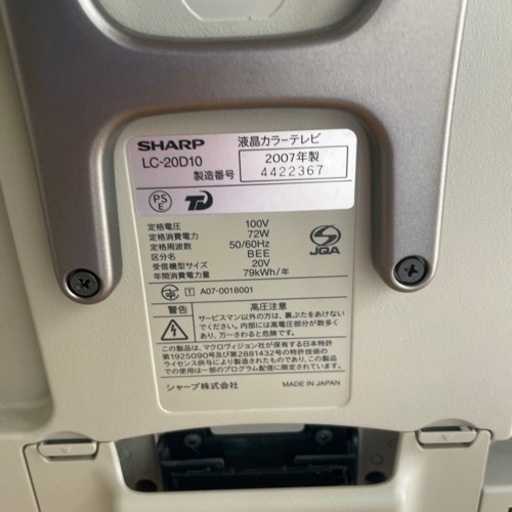 SHARP 液晶カラーテレビ
LC-20D10 2007年製
製造番号 4422367
PS E TD
定格電圧 100V
定格消費電力 72W
定格周波数 50/60Hz
区分名 BEE
受信機型サイズ 20V
年間消費電力量 79kWh/年
JQA
T A07-0018001
警告 高圧注意
サービスマン以外の方は、裏ぶたをあけないで
ください。内部には高電圧部分が数多く
あり、万一さわると危険です。
この製品は、マクロヴィジョン社が保有する日本特許
第1925090号及び第2881432号の特許技術の
ライセンス供与により製造されたものであり、この製品で
の使用は一部のプログラム配信に限られています。
シャープ株式会社 MADE IN JAPAN